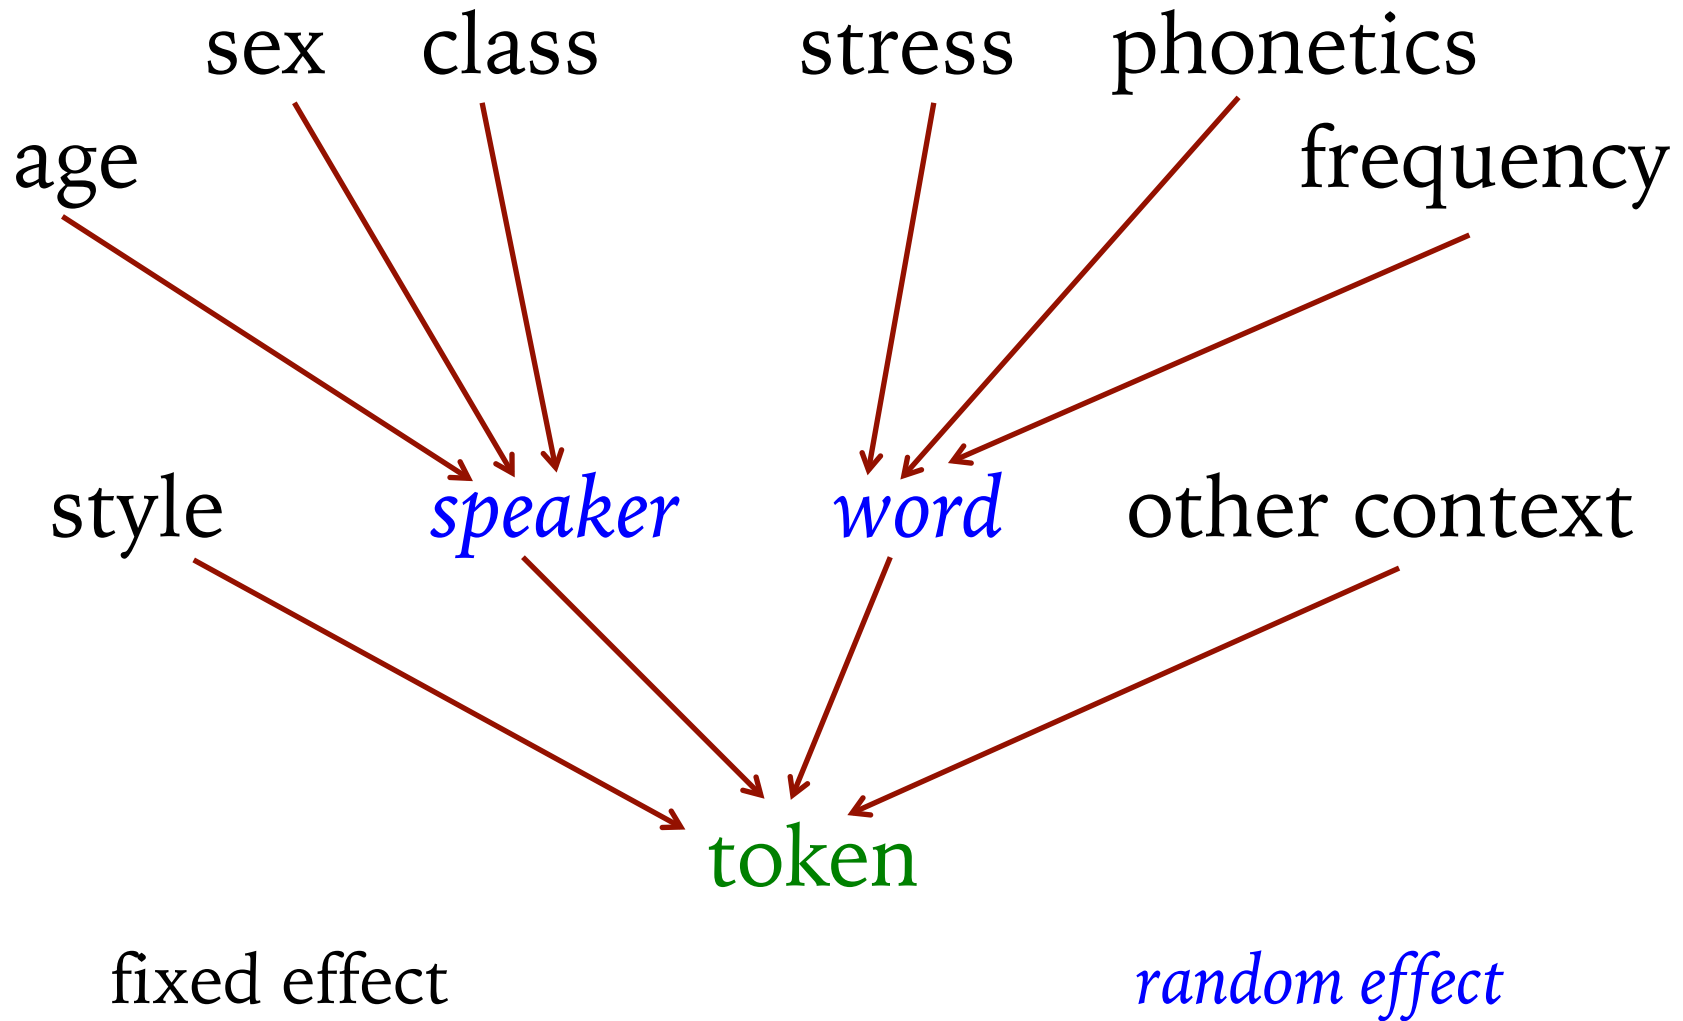 sex class stress phonetics
age frequency
style speaker word other context
token
fixed effect random effect